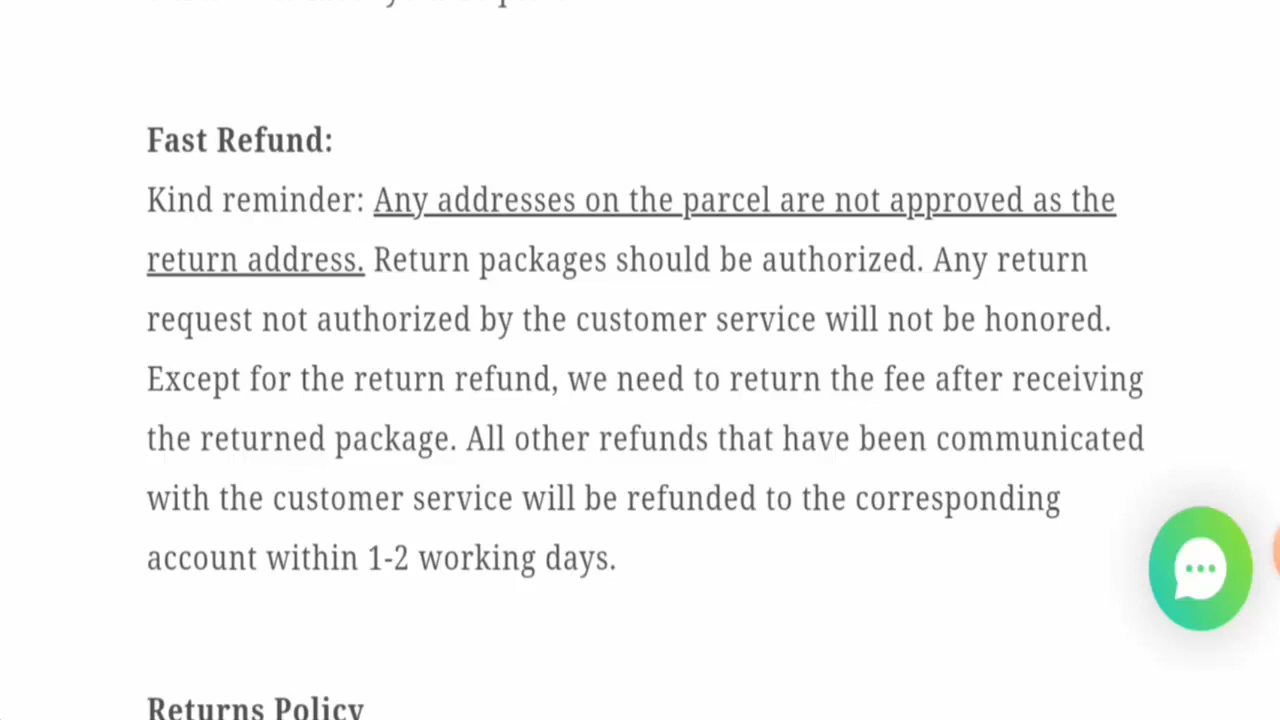 Fast Refund:
Kind reminder: Any addresses on the parcel are not approved as the
return address. Return packages should be authorized. Any return
request not authorized by the customer service will not be honored.
Except for the return refund, we need to return the fee after receiving
the returned package. All other refunds that have been communicated
with the customer service will be refunded to the corresponding
account within 1-2 working days.
Returns Policy